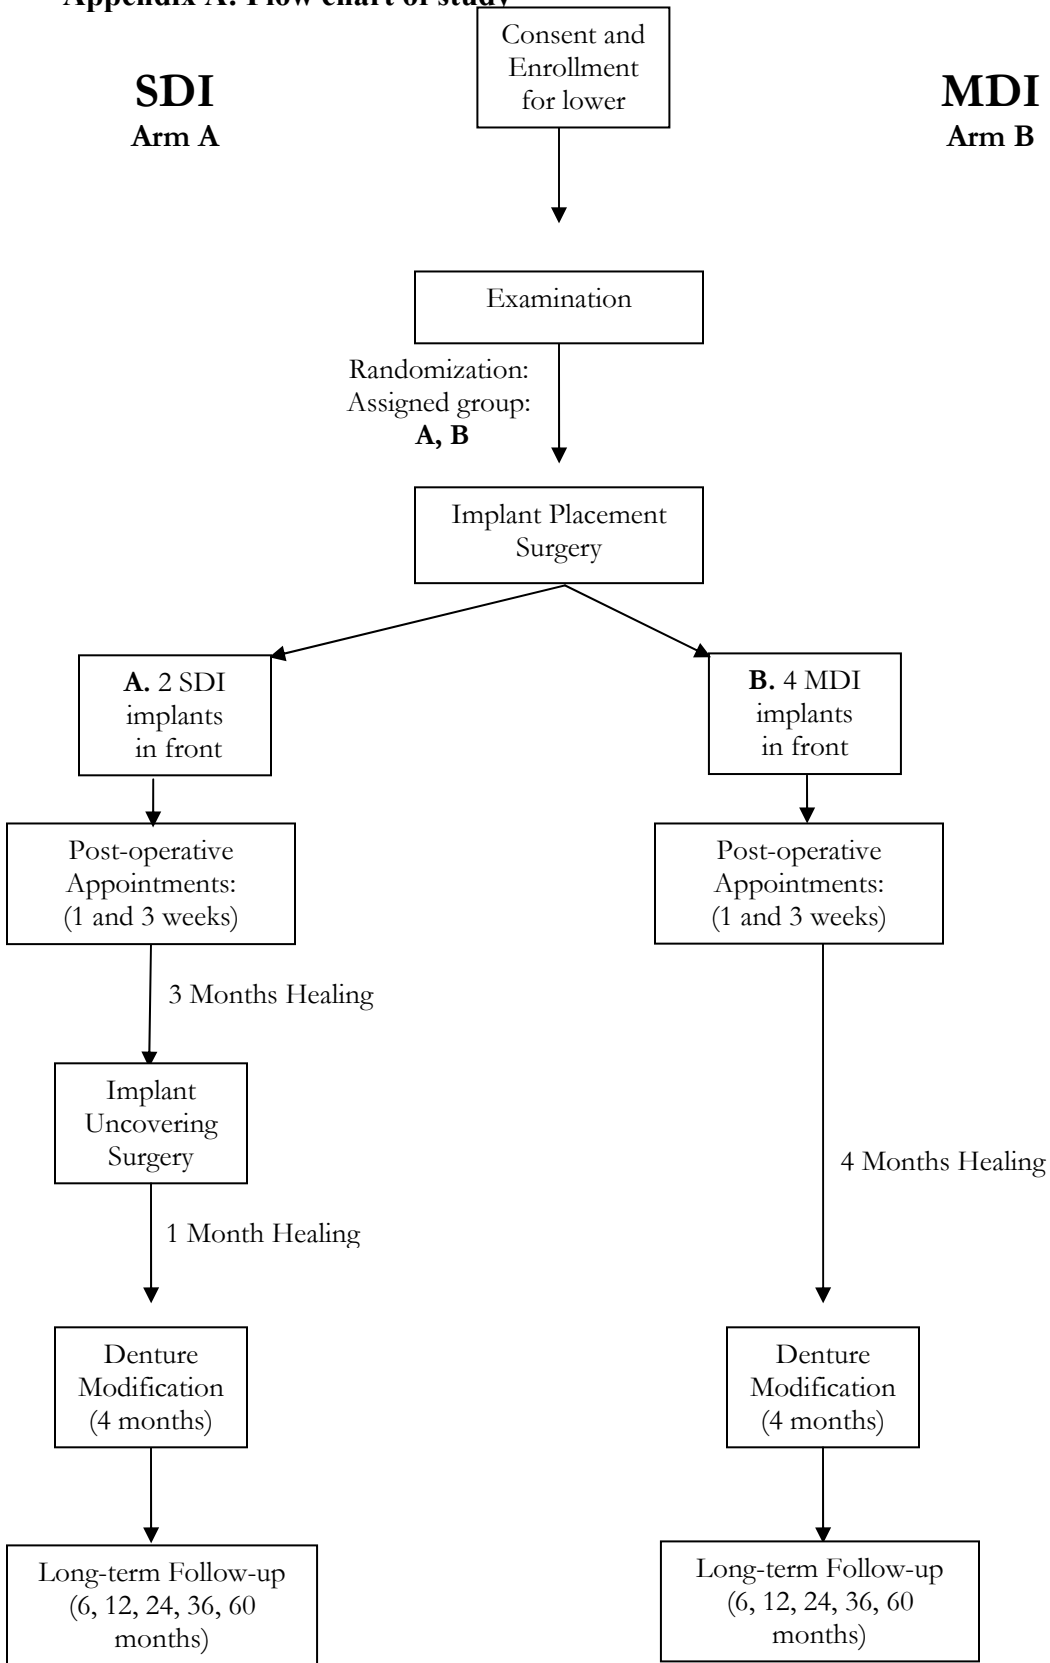 Appendix A: Flow chart of study
Consent and
Enrollment
for lower
SDI
Arm A
MDI
Arm B
Examination
Randomization:
Assigned group:
A, B
Implant Placement
Surgery
A. 2 SDI
implants
in front
B. 4 MDI
implants
in front
Post-operative
Appointments:
(1 and 3 weeks)
Post-operative
Appointments:
(1 and 3 weeks)
3 Months Healing
Implant
Uncovering
Surgery
4 Months Healing
1 Month Healing
Denture
Modification
(4 months)
Denture
Modification
(4 months)
Long-term Follow-up
(6, 12, 24, 36, 60
months)
Long-term Follow-up
(6, 12, 24, 36, 60
months)